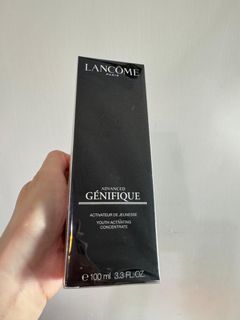 LANCÔME
PARIS
ADVANCED
GÉNIFIQUE
ACTIVATEUR DE JEUNESSE
YOUTH ACTIVATING
CONCENTRATE
℮ 100 ml 3.3 FL.OZ.